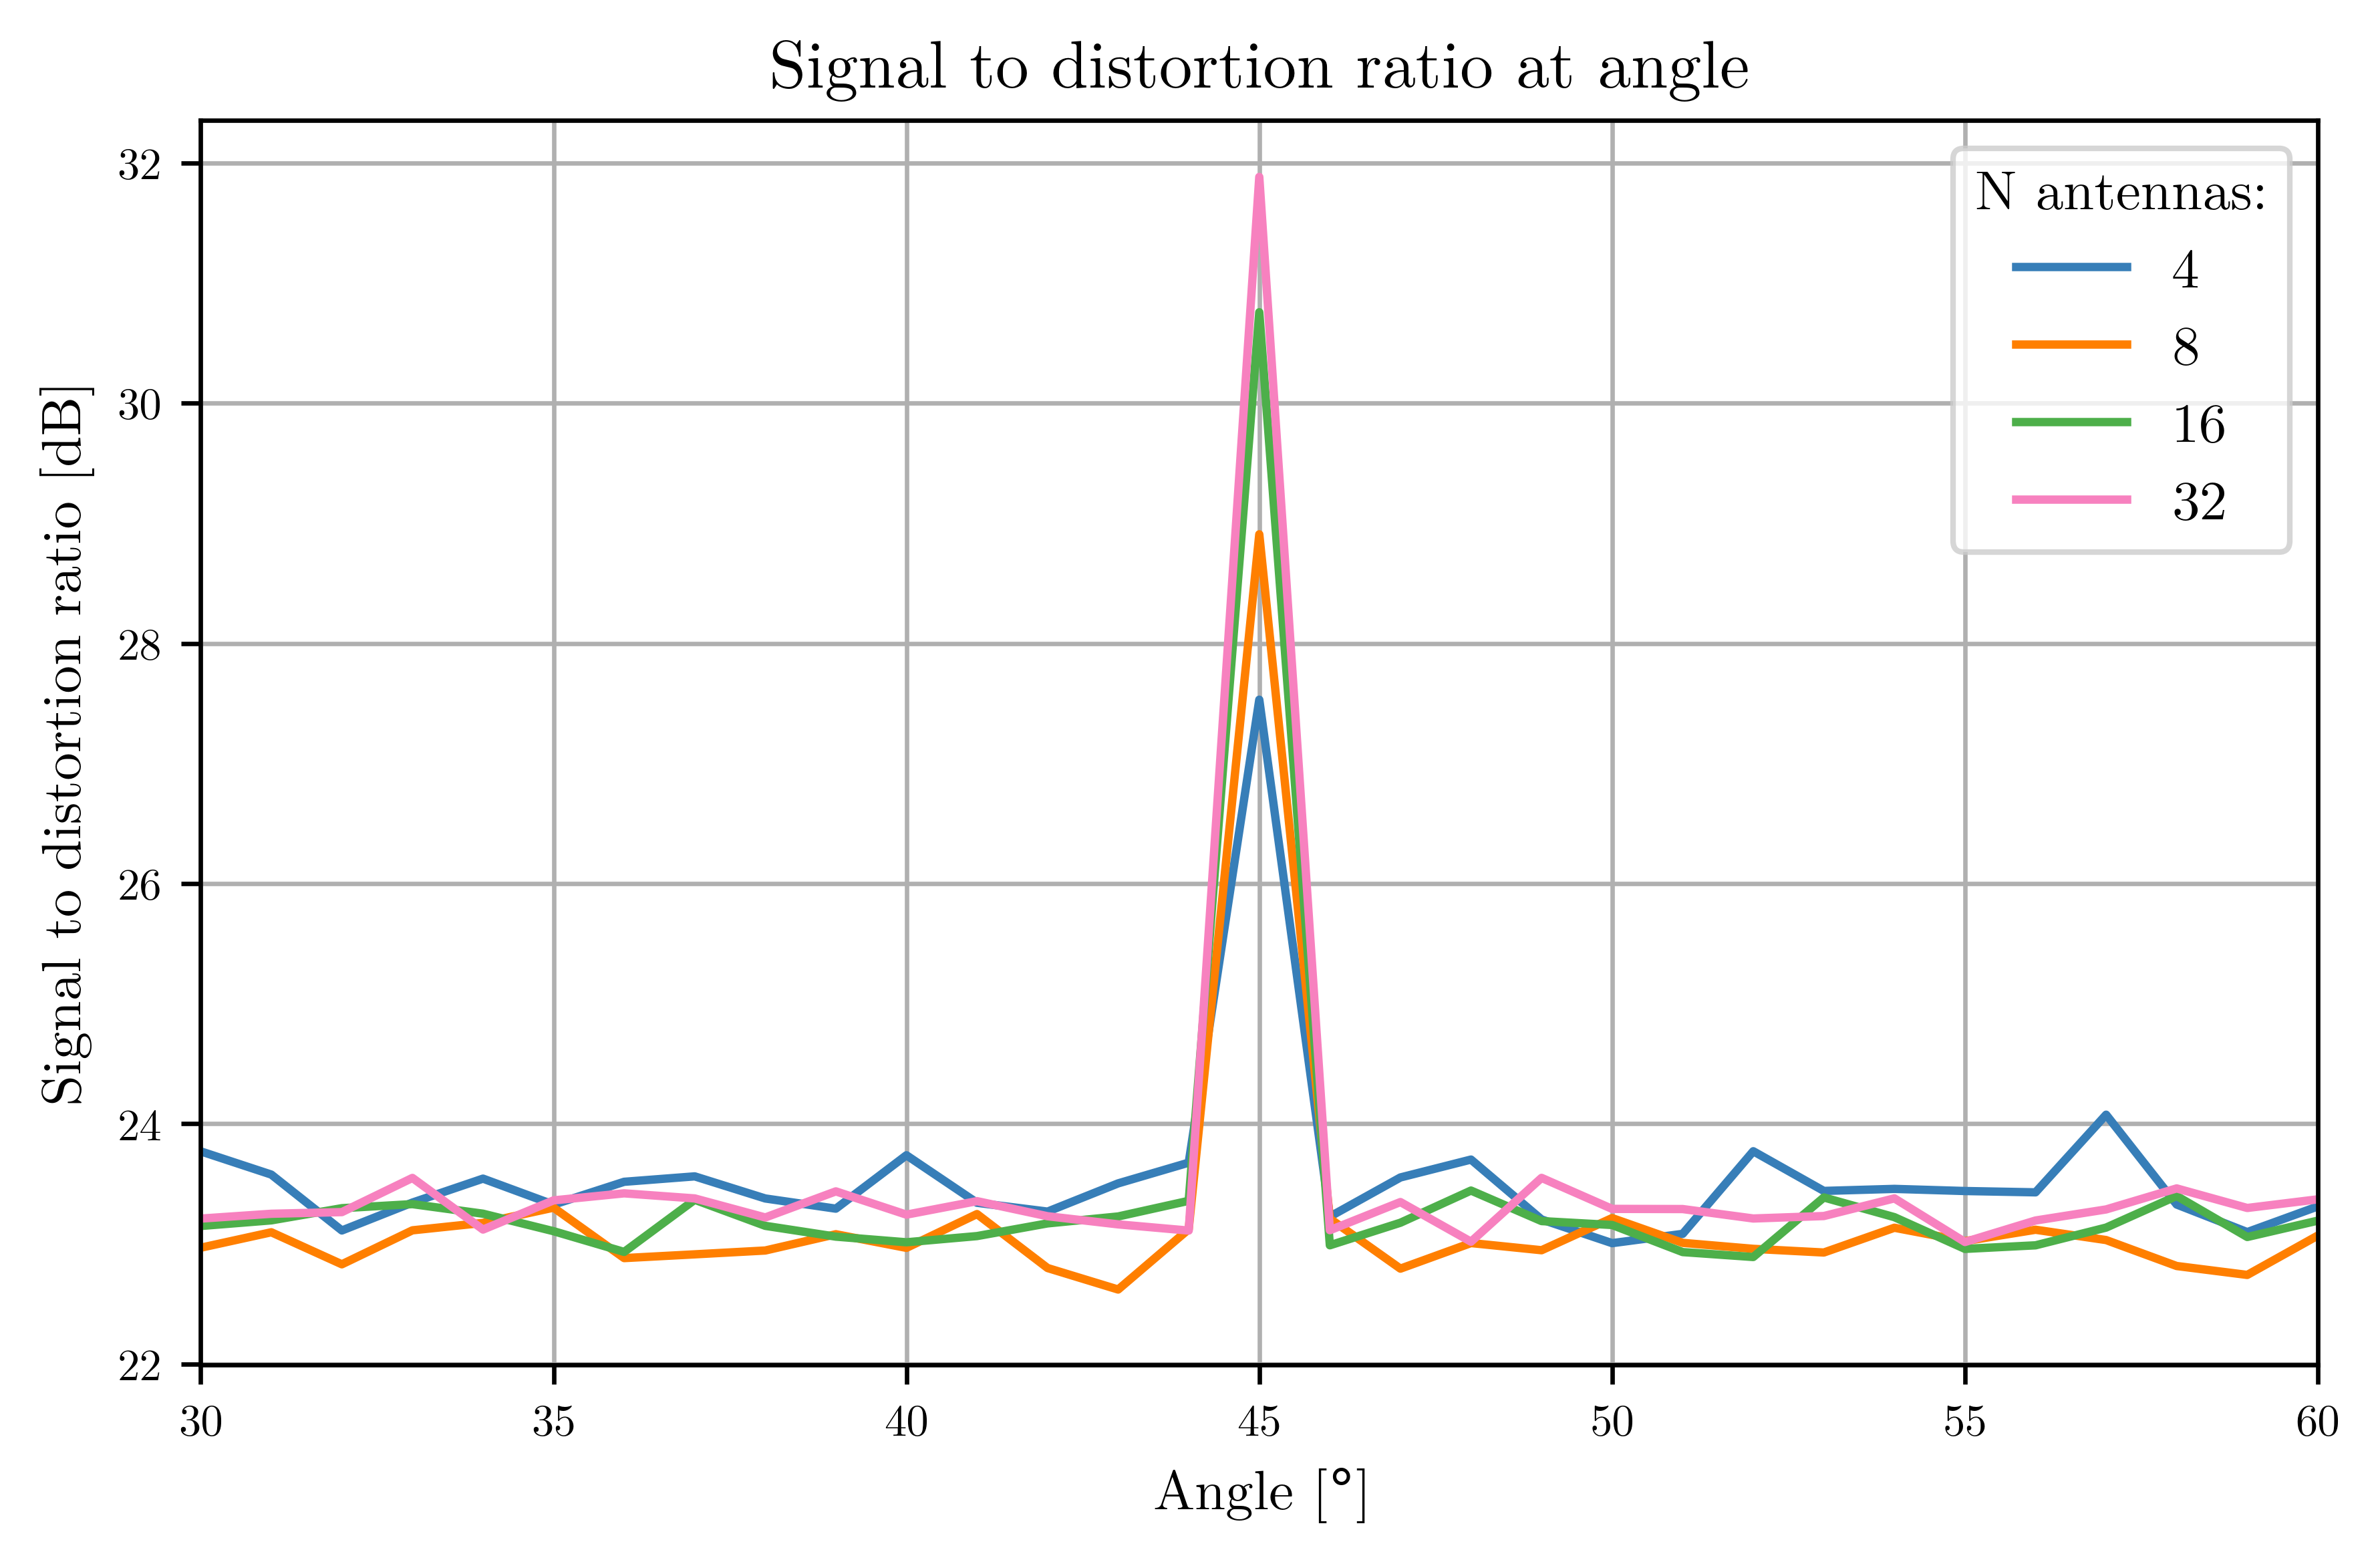 Signal to distortion ratio at angle
Signal to distortion ratio [dB]
32
30
28
26
24
22
30 35 40 45 50 55 60
Angle [°]
N antennas:
4
8
16
32